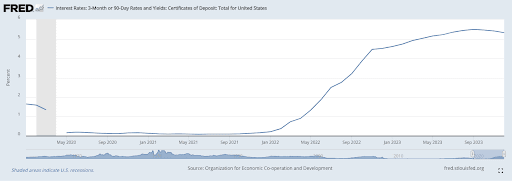 FRED — Interest Rates: 3-Month or 90-Day Rates and Yields: Certificates of Deposit: Total for United States
6
5
4
3
2
1
0
Percent
May 2020 Sep 2020 Jan 2021 May 2021 Sep 2021 Jan 2022 May 2022 Sep 2022 Jan 2023 May 2023 Sep 2023
Shaded areas indicate U.S. recessions.
Source: Organization for Economic Co-operation and Development
fred.stlouisfed.org